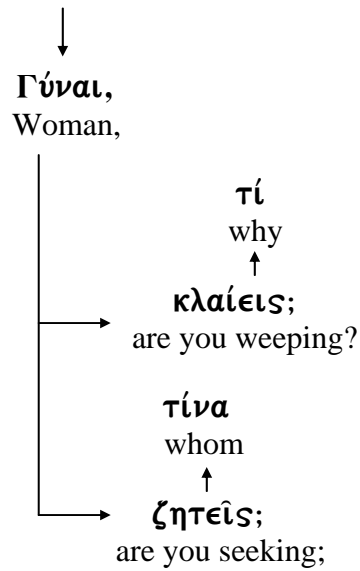 Γύναι,
Woman,
τί
why
κλαίεις;
are you weeping?
τίνα
whom
ζητεῖς;
are you seeking;